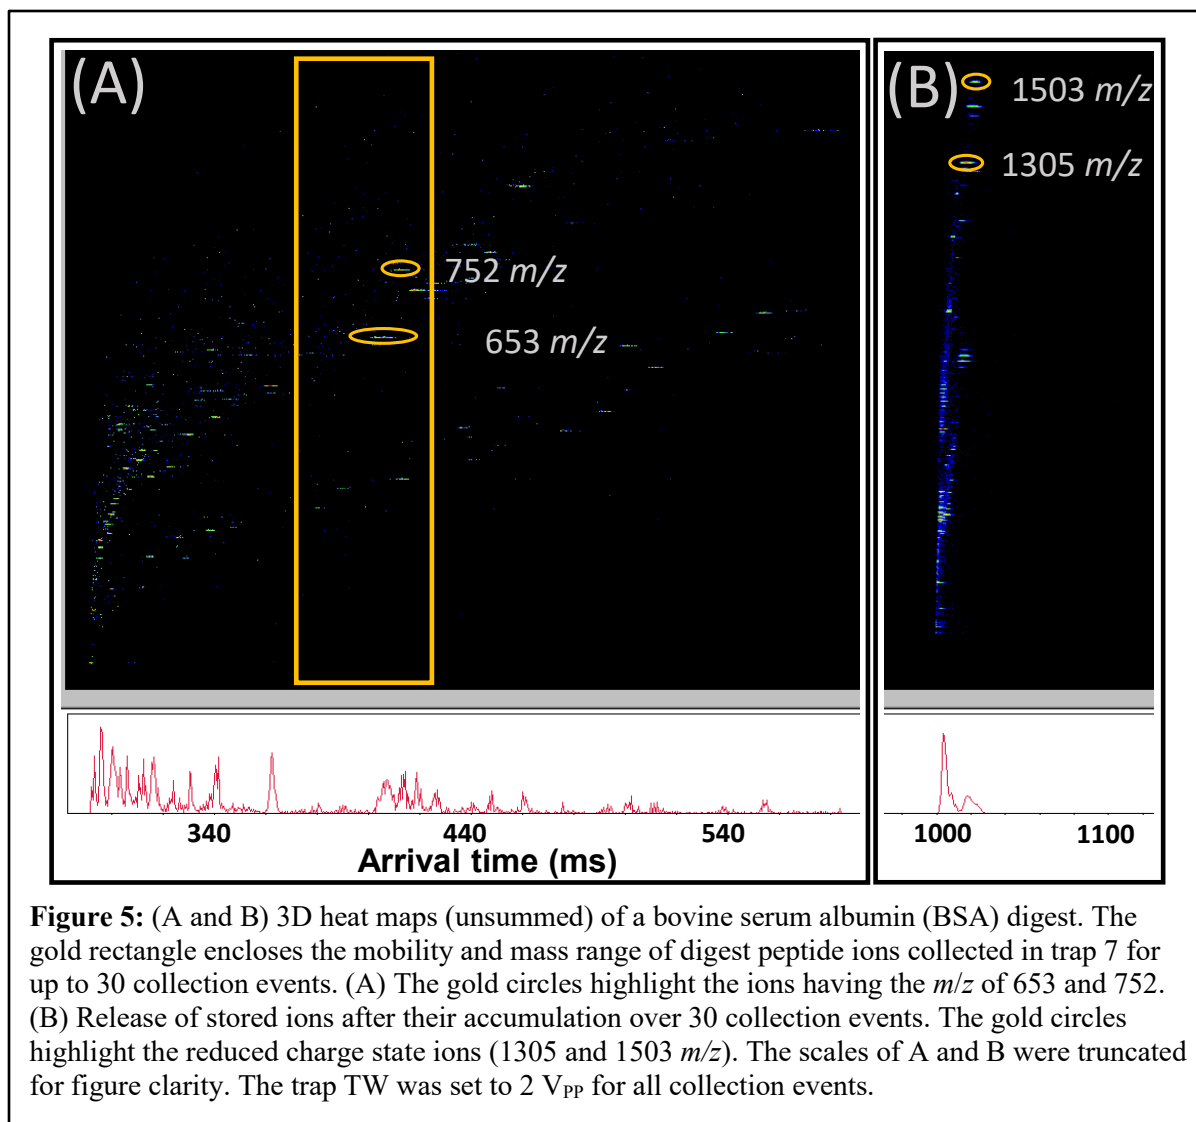 (A)
752 m/z
653 m/z
340 440 540
Arrival time (ms)
(B)
1503 m/z
1305 m/z
1000 1100
Figure 5: (A and B) 3D heat maps (unsummed) of a bovine serum albumin (BSA) digest. The
gold rectangle encloses the mobility and mass range of digest peptide ions collected in trap 7 for
up to 30 collection events. (A) The gold circles highlight the ions having the m/z of 653 and 752.
(B) Release of stored ions after their accumulation over 30 collection events. The gold circles
highlight the reduced charge state ions (1305 and 1503 m/z). The scales of A and B were truncated
for figure clarity. The trap TW was set to 2 VPP for all collection events.